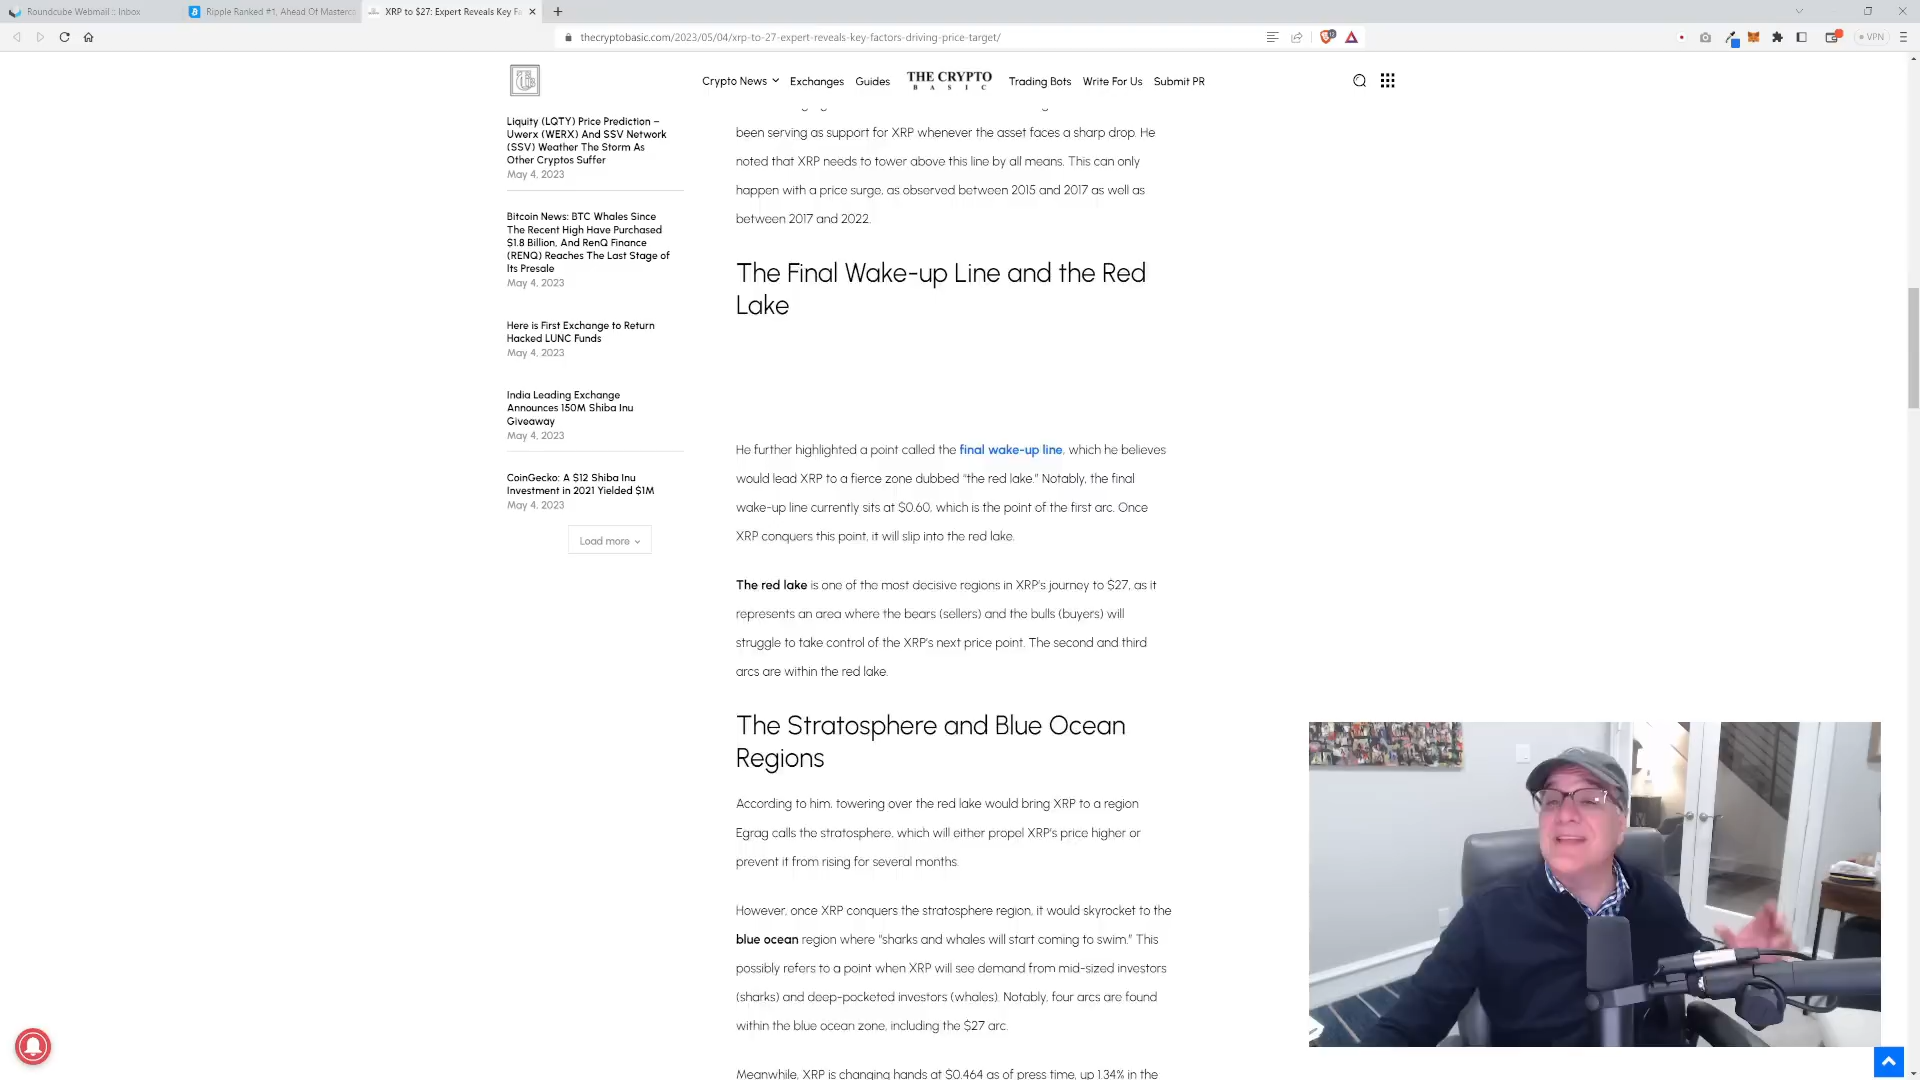 Roundcube Webmail :: Inbox
Ripple Ranked #1, Ahead Of Masterc
XRP to $27: Expert Reveals Key Fa
thecryptobasic.com/2023/05/04/xrp-to-27-expert-reveals-key-factors-driving-price-target/
VPN
Crypto News
Exchanges
Guides
THE CRYPTO
BASIC
Trading Bots
Write For Us
Submit PR
Liquity (LQTY) Price Prediction –
Uwerx (WERX) And SSV Network
(SSV) Weather The Storm As
Other Cryptos Suffer
May 4, 2023
Bitcoin News: BTC Whales Since
The Recent High Have Purchased
$1.8 Billion, And RenQ Finance
(RENQ) Reaches The Last Stage of
Its Presale
May 4, 2023
Here is First Exchange to Return
Hacked LUNC Funds
May 4, 2023
India Leading Exchange
Announces 150M Shiba Inu
Giveaway
May 4, 2023
CoinGecko: A $12 Shiba Inu
Investment in 2021 Yielded $1M
May 4, 2023
Load more
been serving as support for XRP whenever the asset faces a sharp drop. He
noted that XRP needs to tower above this line by all means. This can only
happen with a price surge, as observed between 2015 and 2017 as well as
between 2017 and 2022.
The Final Wake-up Line and the Red
Lake
He further highlighted a point called the final wake-up line, which he believes
would lead XRP to a fierce zone dubbed “the red lake.” Notably, the final
wake-up line currently sits at $0.60, which is the point of the first arc. Once
XRP conquers this point, it will slip into the red lake.
The red lake is one of the most decisive regions in XRP's journey to $27, as it
represents an area where the bears (sellers) and the bulls (buyers) will
struggle to take control of the XRP's next price point. The second and third
arcs are within the red lake.
The Stratosphere and Blue Ocean
Regions
According to him, towering over the red lake would bring XRP to a region
Egrag calls the stratosphere, which will either propel XRP's price higher or
prevent it from rising for several months.
However, once XRP conquers the stratosphere region, it would skyrocket to the
blue ocean region where “sharks and whales will start coming to swim.” This
possibly refers to a point when XRP will see demand from mid-sized investors
(sharks) and deep-pocketed investors (whales). Notably, four arcs are found
within the blue ocean zone, including the $27 arc.
Meanwhile, XRP is changing hands at $0.464 as of press time, up 1.34% in the